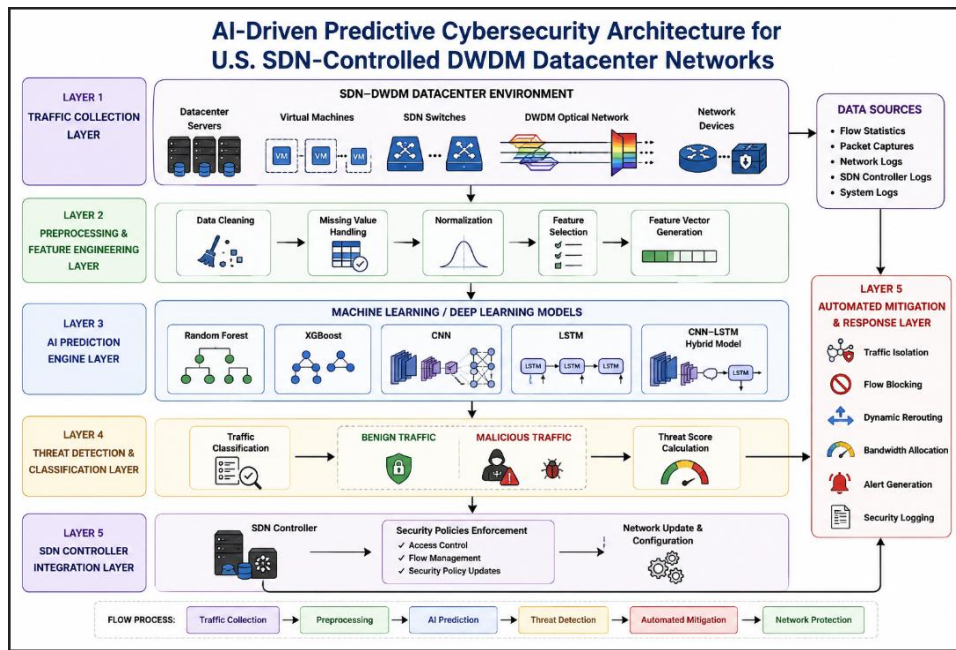 AI-Driven Predictive Cybersecurity Architecture for
U.S. SDN-Controlled DWDM Datacenter Networks
LAYER 1
TRAFFIC COLLECTION
LAYER
SDN–DWDM DATACENTER ENVIRONMENT
Datacenter
Servers
Virtual Machines
VM
VM
VM
SDN Switches
DWDM Optical Network
Network
Devices
DATA SOURCES
• Flow Statistics
• Packet Captures
• Network Logs
• SDN Controller Logs
• System Logs
LAYER 2
PREPROCESSING &
FEATURE ENGINEERING
LAYER
Data Cleaning
Missing Value
Handling
Normalization
Feature
Selection
Feature Vector
Generation
LAYER 3
AI PREDICTION
ENGINE LAYER
MACHINE LEARNING / DEEP LEARNING MODELS
Random Forest
XGBoost
CNN
LSTM
LSTM
LSTM
LSTM
CNN–LSTM
Hybrid Model
LSTM
LAYER 4
THREAT DETECTION &
CLASSIFICATION LAYER
Traffic
Classification
BENIGN TRAFFIC
MALICIOUS TRAFFIC
Threat Score
Calculation
LAYER 5
AUTOMATED MITIGATION
& RESPONSE LAYER
Traffic Isolation
Flow Blocking
Dynamic Rerouting
Bandwidth Allocation
Alert Generation
Security Logging
LAYER 5
SDN CONTROLLER
INTEGRATION LAYER
SDN Controller
Security Policies Enforcement
✓ Access Control
✓ Flow Management
✓ Security Policy Updates
Network Update &
Configuration
FLOW PROCESS:
Traffic Collection
Preprocessing
AI Prediction
Threat Detection
Automated Mitigation
Network Protection